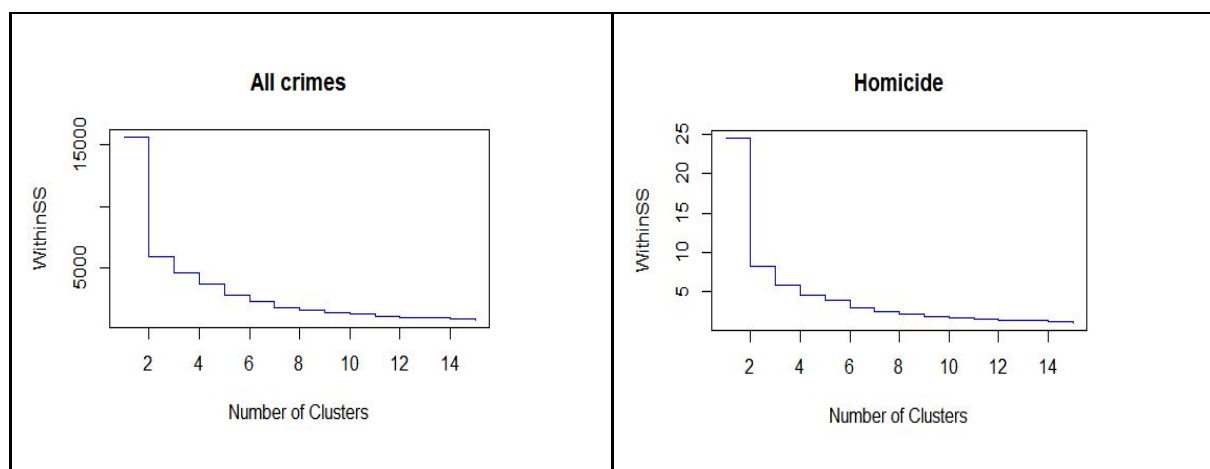 All crimes
WithinSS
15000
5000
2 4 6 8 10 12 14
Number of Clusters
Homicide
WithinSS
25
20
15
10
5
2 4 6 8 10 12 14
Number of Clusters